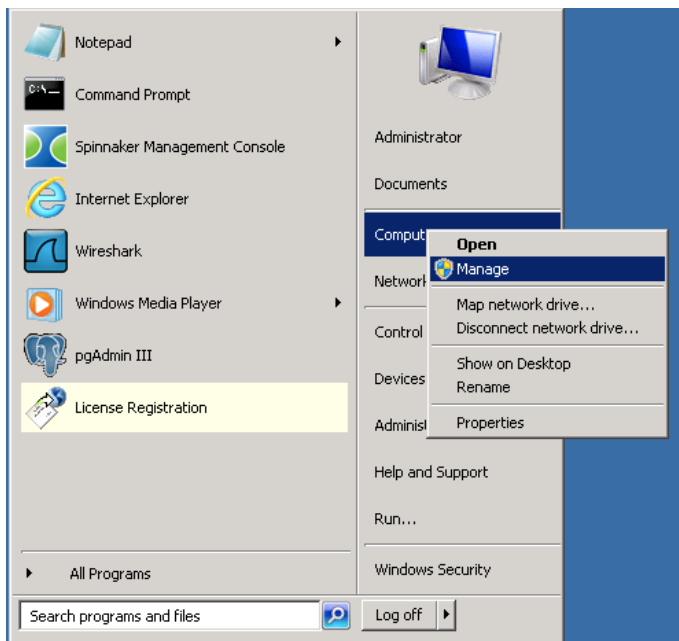 Notepad
C:\
Command Prompt
Spinnaker Management Console
Internet Explorer
Wireshark
Windows Media Player
pgAdmin III
License Registration
All Programs
Search programs and files
Administrator
Documents
Comput
Network
Control
Devices
Adminis
Help and Support
Run...
Windows Security
Log off
Open
Manage
Map network drive...
Disconnect network drive...
Show on Desktop
Rename
Properties